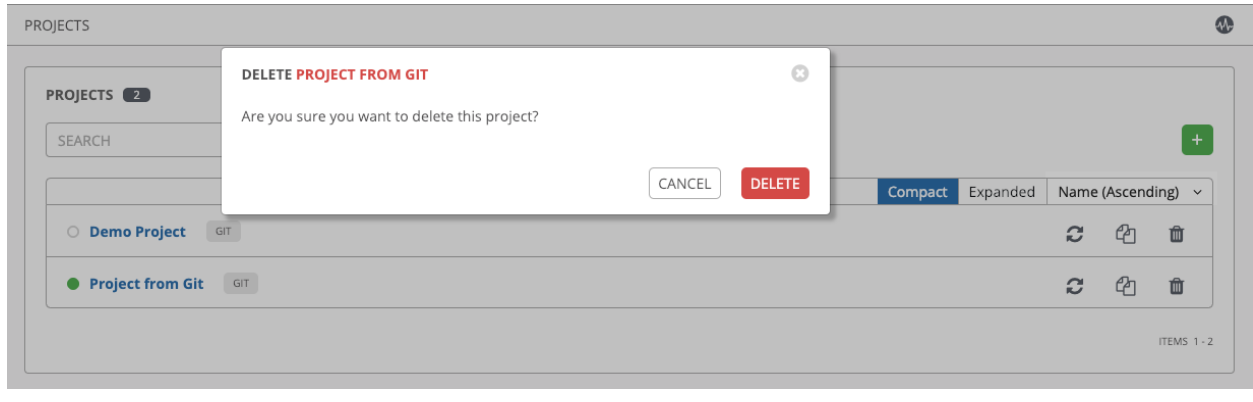 PROJECTS
DELETE PROJECT FROM GIT
PROJECTS 2
Are you sure you want to delete this project?
SEARCH
+
CANCEL DELETE
Compact Expanded Name (Ascending)
Demo Project GIT
Project from Git GIT
ITEMS 1 - 2